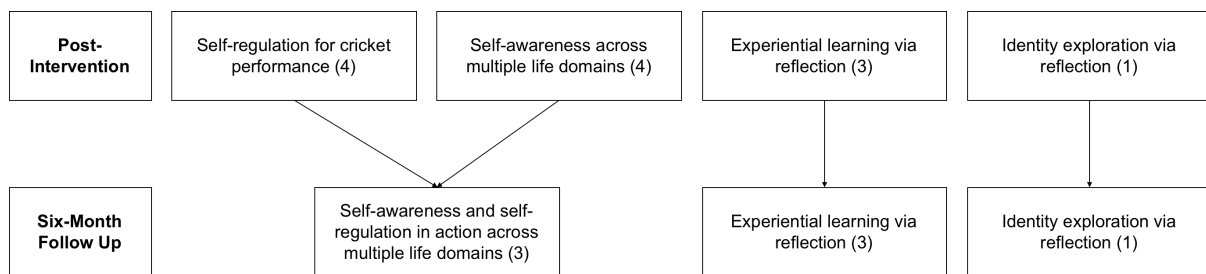 Post-
Intervention
Self-regulation for cricket
performance (4)
Self-awareness across
multiple life domains (4)
Experiential learning via
reflection (3)
Identity exploration via
reflection (1)
Six-Month
Follow Up
Self-awareness and self-
regulation in action across
multiple life domains (3)
Experiential learning via
reflection (3)
Identity exploration via
reflection (1)